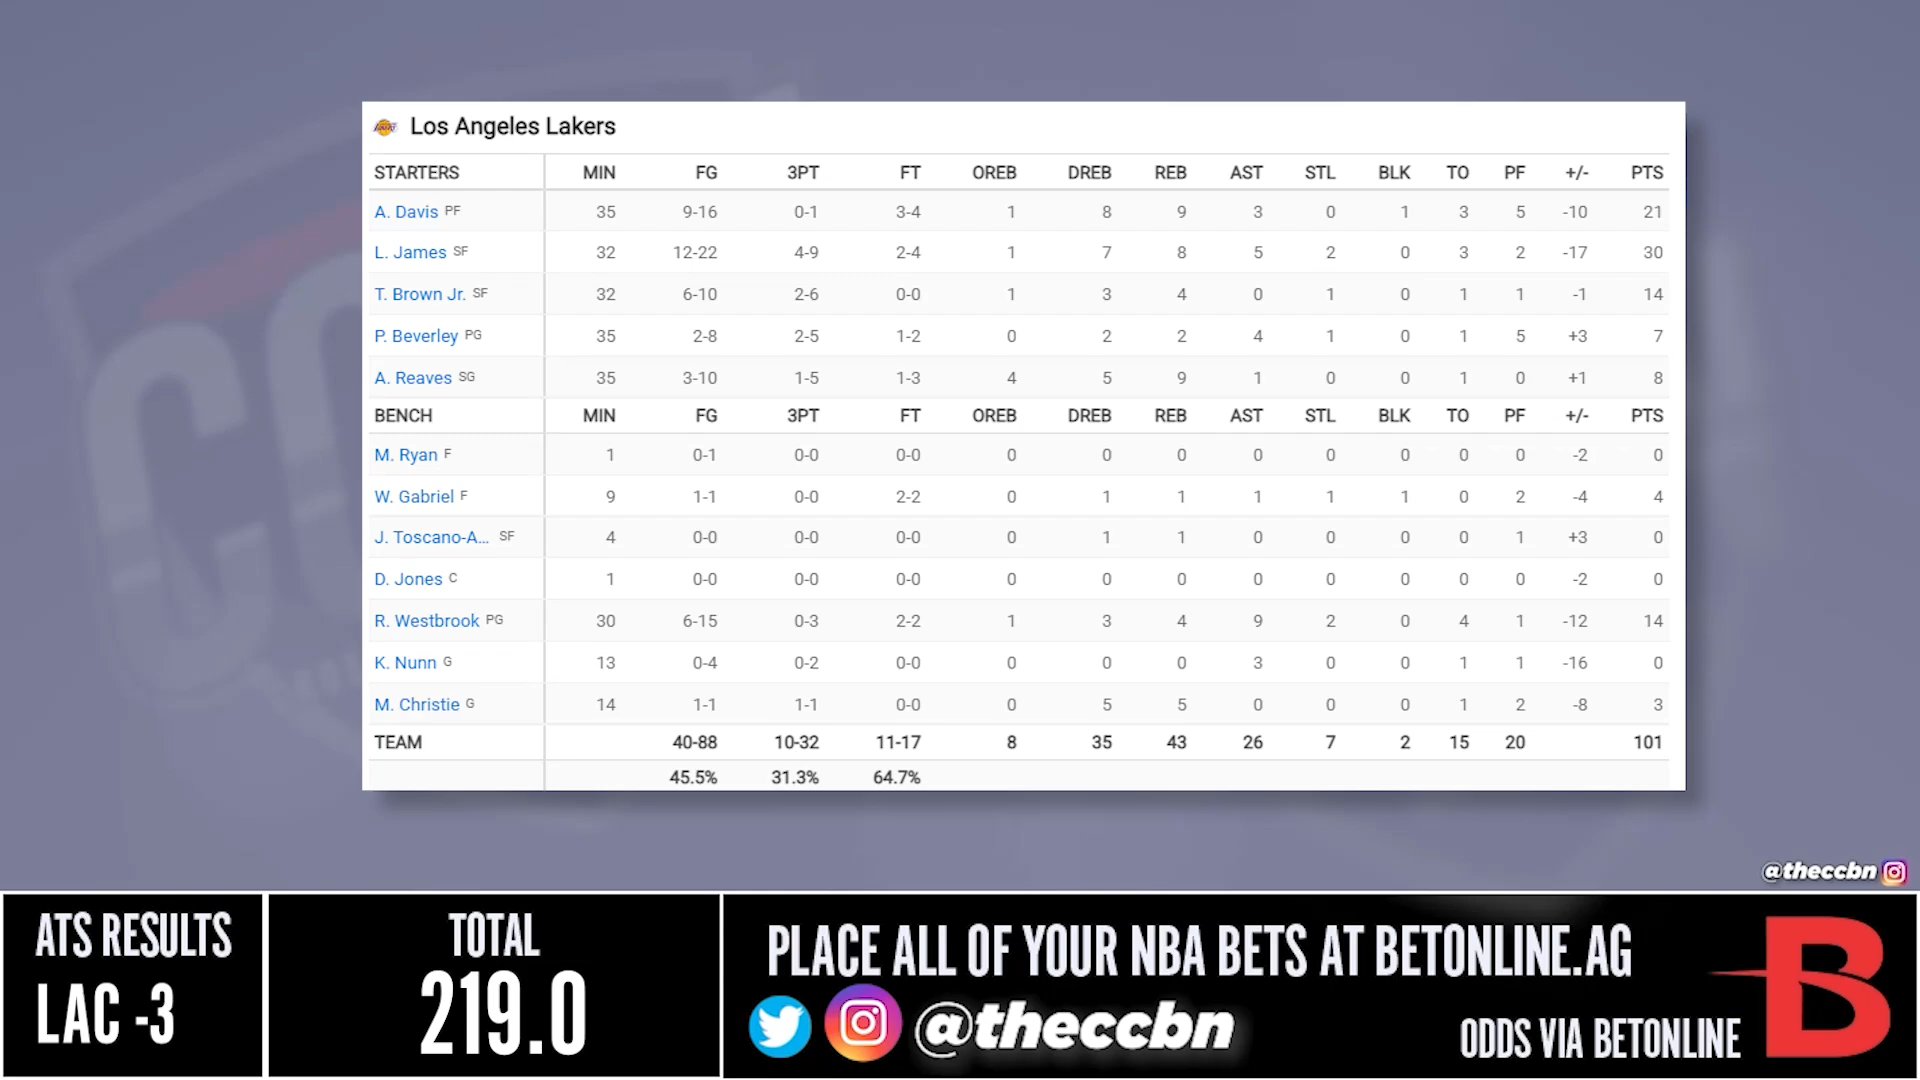 Los Angeles Lakers
STARTERS MIN FG 3PT FT OREB DREB REB AST STL BLK TO PF +/- PTS
A. Davis PF 35 9-16 0-1 3-4 1 8 9 3 0 1 3 5 -10 21
L. James SF 32 12-22 4-9 2-4 1 7 8 5 2 0 3 2 -17 30
T. Brown Jr. SF 32 6-10 2-6 0-0 1 3 4 0 1 0 1 1 -1 14
P. Beverley PG 35 2-8 2-5 1-2 0 2 2 4 1 0 1 5 +3 7
A. Reaves SG 35 3-10 1-5 1-3 4 5 9 1 0 0 1 0 +1 8
BENCH MIN FG 3PT FT OREB DREB REB AST STL BLK TO PF +/- PTS
M. Ryan F 1 0-1 0-0 0-0 0 0 0 0 0 0 0 0 -2 0
W. Gabriel F 9 1-1 0-0 2-2 0 1 1 1 1 1 0 2 -4 4
J. Toscano-A... SF 4 0-0 0-0 0-0 0 1 1 0 0 0 0 1 +3 0
D. Jones C 1 0-0 0-0 0-0 0 0 0 0 0 0 0 0 -2 0
R. Westbrook PG 30 6-15 0-3 2-2 1 3 4 9 2 0 4 1 -12 14
K. Nunn G 13 0-4 0-2 0-0 0 0 0 3 0 0 1 1 -16 0
M. Christie G 14 1-1 1-1 0-0 0 5 5 0 0 0 1 2 -8 3
TEAM 40-88 10-32 11-17 8 35 43 26 7 2 15 20 101
45.5% 31.3% 64.7%
@theccbn
ATS RESULTS
LAC -3
TOTAL
219.0
PLACE ALL OF YOUR NBA BETS AT BETONLINE.AG
@theccbn
ODDS VIA BETONLINE
B